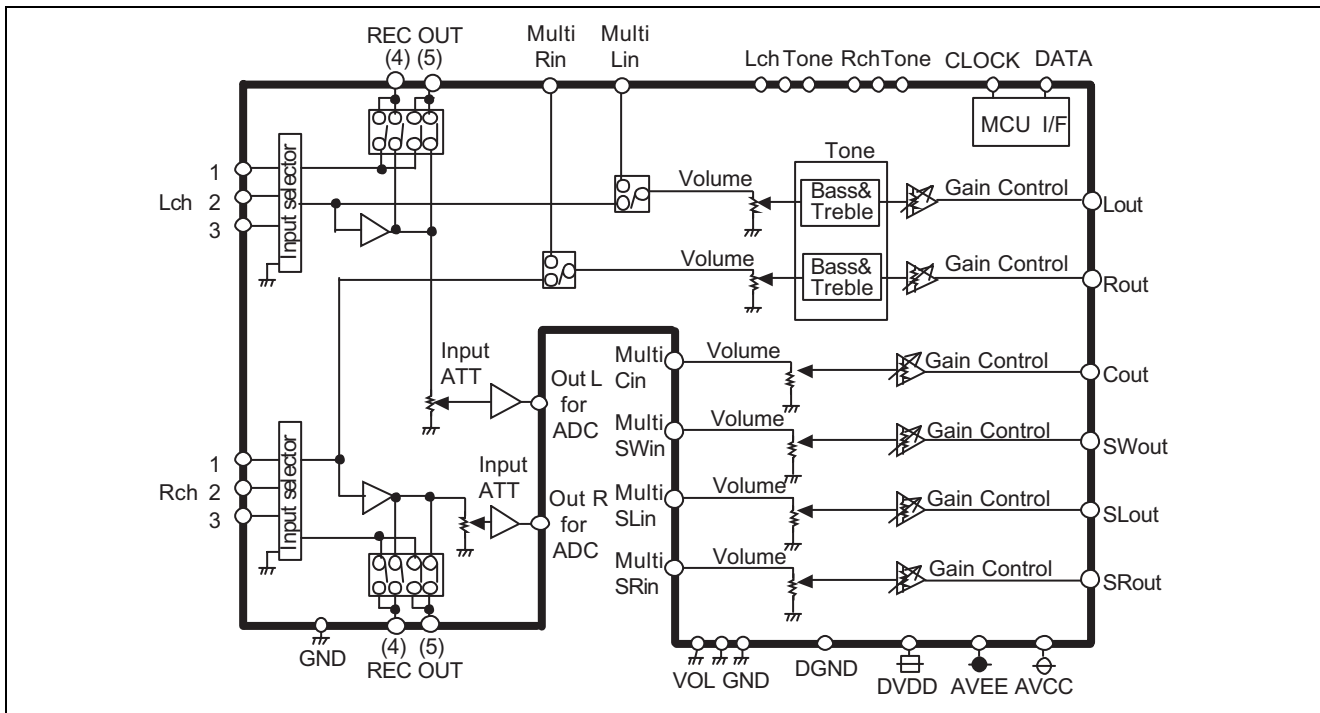 REC OUT
(4) (5)
Multi
Rin
Multi
Lin
Lch Tone
Rch Tone
CLOCK
DATA
MCU I/F
Lch
1
2
3
Input selector
Volume
Tone
Bass&
Treble
Gain Control
Lout
Volume
Bass&
Treble
Gain Control
Rout
Input
ATT
Out L
for
ADC
Multi
Cin
Volume
Gain Control
Cout
Multi
SWin
Volume
Gain Control
SWout
Rch
1
2
3
Input selector
Input
ATT
Out R
for
ADC
Multi
SLin
Volume
Gain Control
SLout
Multi
SRin
Volume
Gain Control
SRout
GND
(4) (5)
REC OUT
VOL GND
DGND
DVDD
AVEE
AVCC